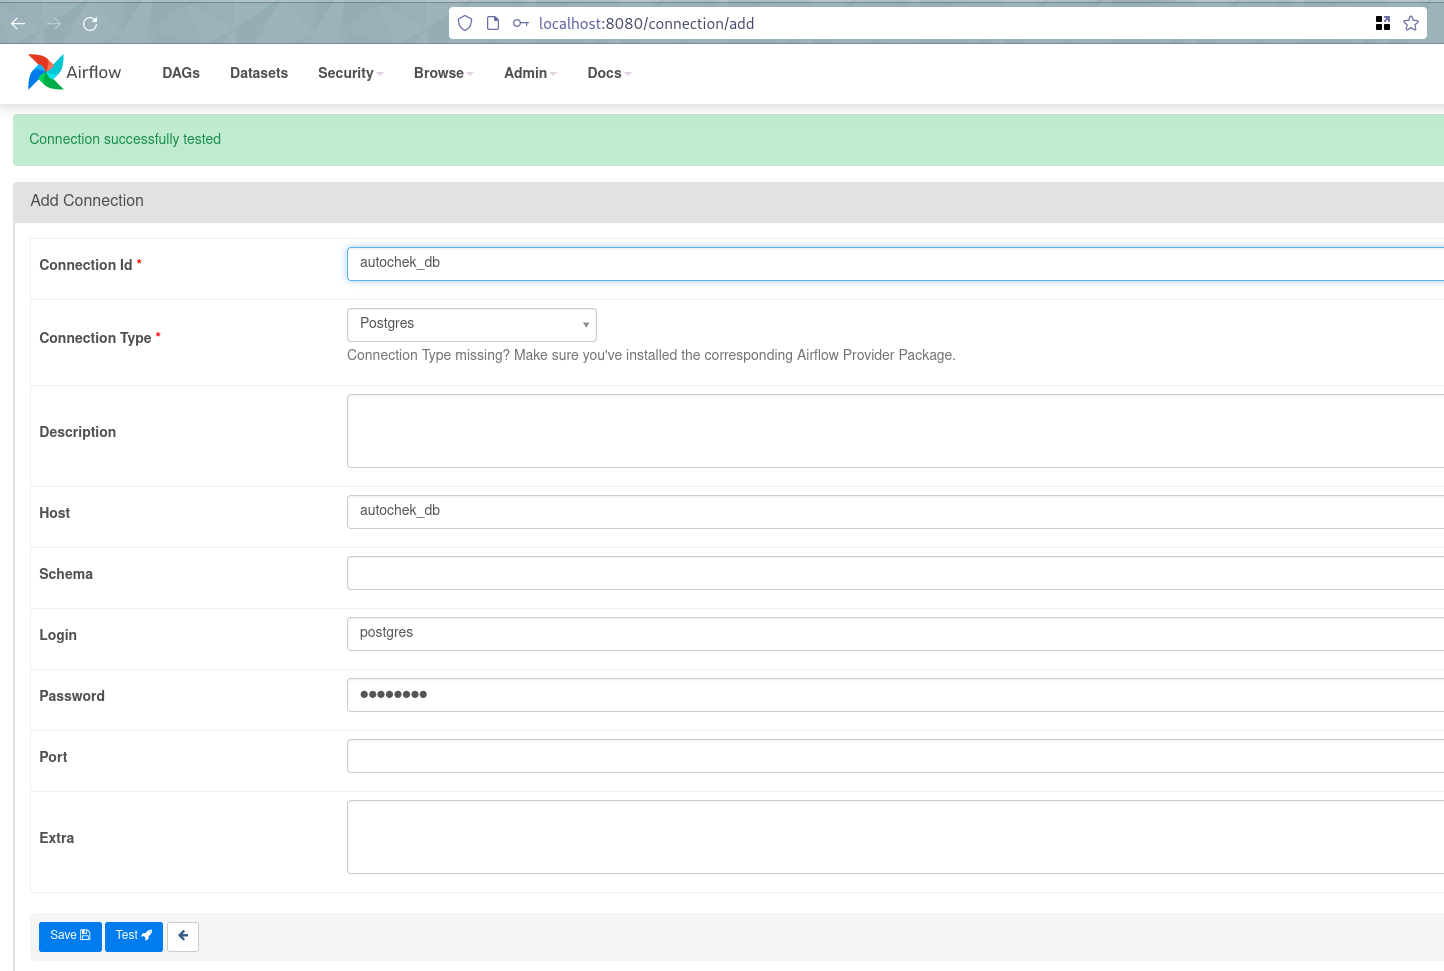 localhost:8080/connection/add
Airflow DAGs Datasets Security Browse Admin Docs
Connection successfully tested
Add Connection
Connection Id * autochek_db
Connection Type * Postgres
Connection Type missing? Make sure you've installed the corresponding Airflow Provider Package.
Description
Host autochek_db
Schema
Login postgres
Password ●●●●●●●●
Port
Extra
Save Test